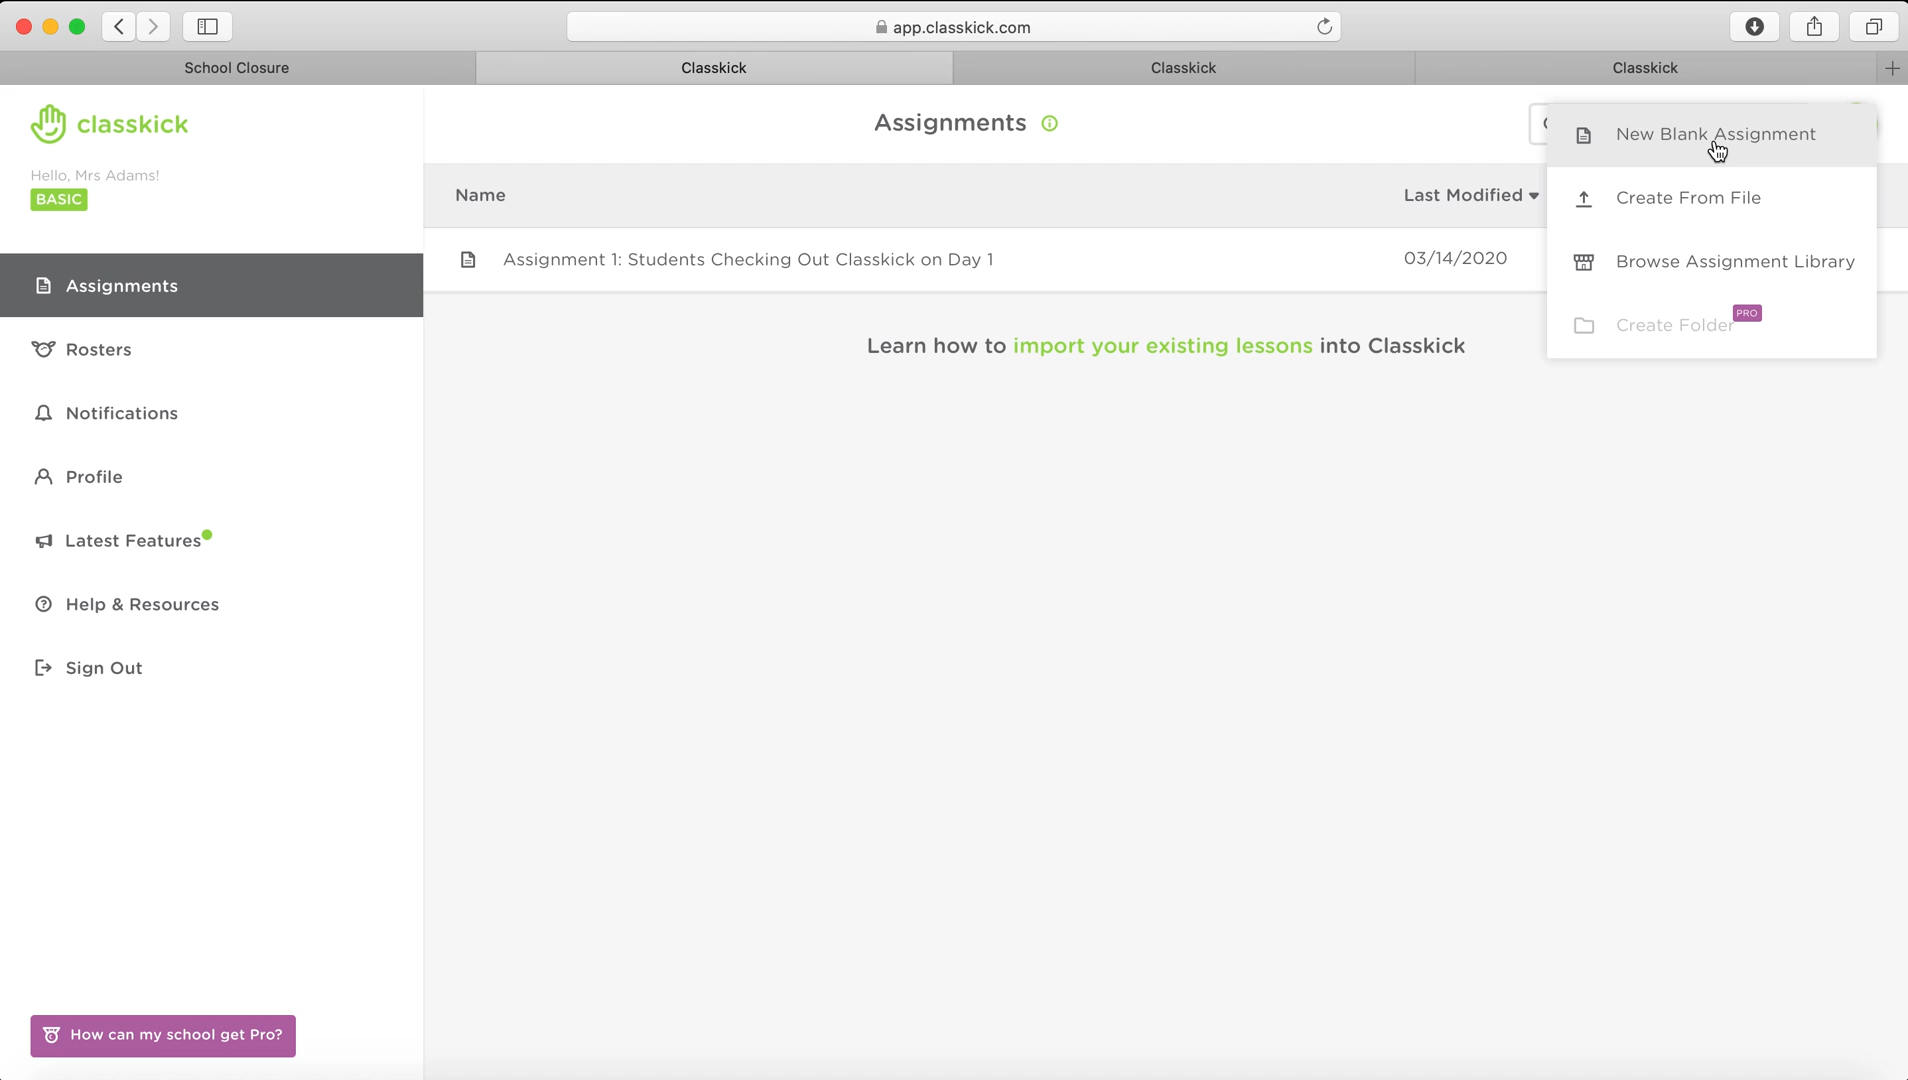 app.classkick.com
School Closure
Classkick
Classkick
Classkick
classkick
Hello, Mrs Adams!
BASIC
Assignments
Rosters
Notifications
Profile
Latest Features
Help & Resources
Sign Out
How can my school get Pro?
Assignments
Name
Last Modified
Assignment 1: Students Checking Out Classkick on Day 1
03/14/2020
Learn how to import your existing lessons into Classkick
New Blank Assignment
Create From File
Browse Assignment Library
Create Folder PRO